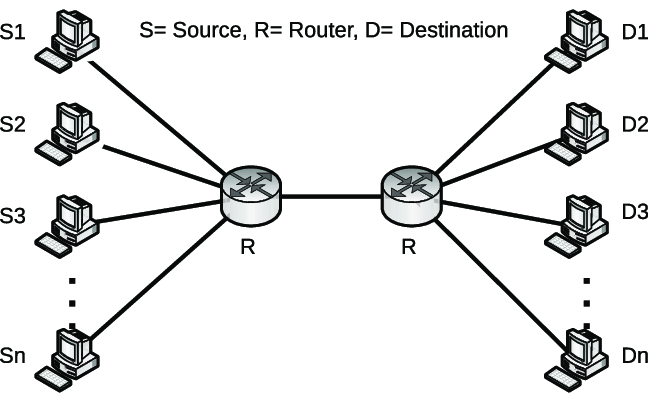 S1
S= Source, R= Router, D= Destination
D1
S2
D2
S3
D3
R
R
Sn
Dn